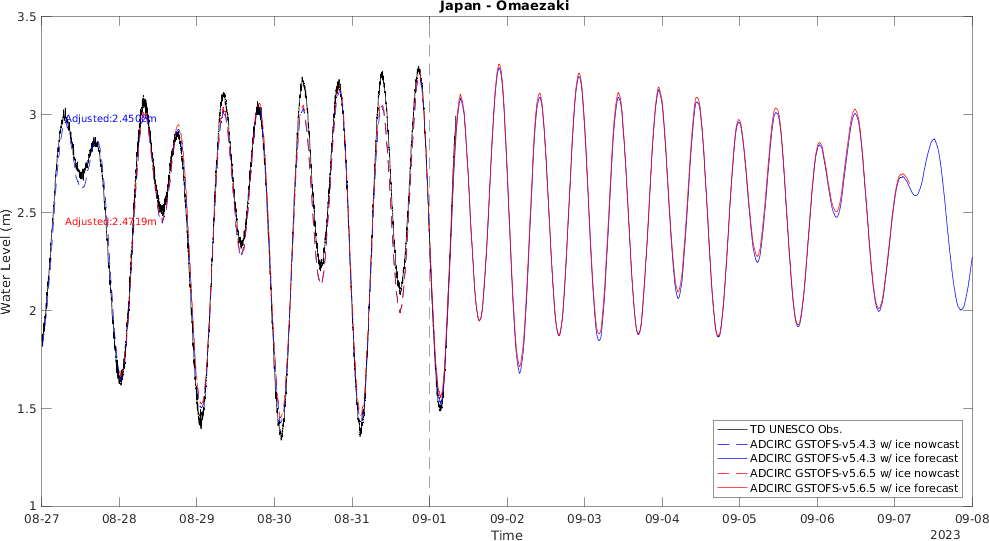 Japan - Omaezaki
Water Level (m)
3.5
3
2.5
2
1.5
1
Adjusted:2.4502m
Adjusted:2.4719m
TD UNESCO Obs.
ADCIRC GSTOFS-v5.4.3 w/ ice nowcast
ADCIRC GSTOFS-v5.4.3 w/ ice forecast
ADCIRC GSTOFS-v5.6.5 w/ ice nowcast
ADCIRC GSTOFS-v5.6.5 w/ ice forecast
08-27 08-28 08-29 08-30 08-31 09-01 09-02 09-03 09-04 09-05 09-06 09-07 09-08
Time
2023